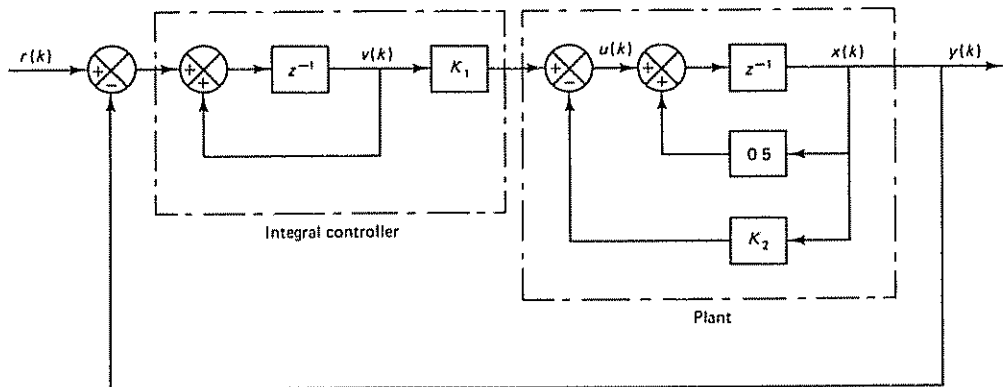 r(k)
+
−
+
+
z⁻¹
v(k)
K₁
+
−
u(k)
+
+
z⁻¹
x(k)
y(k)
0 5
K₂
Integral controller
Plant